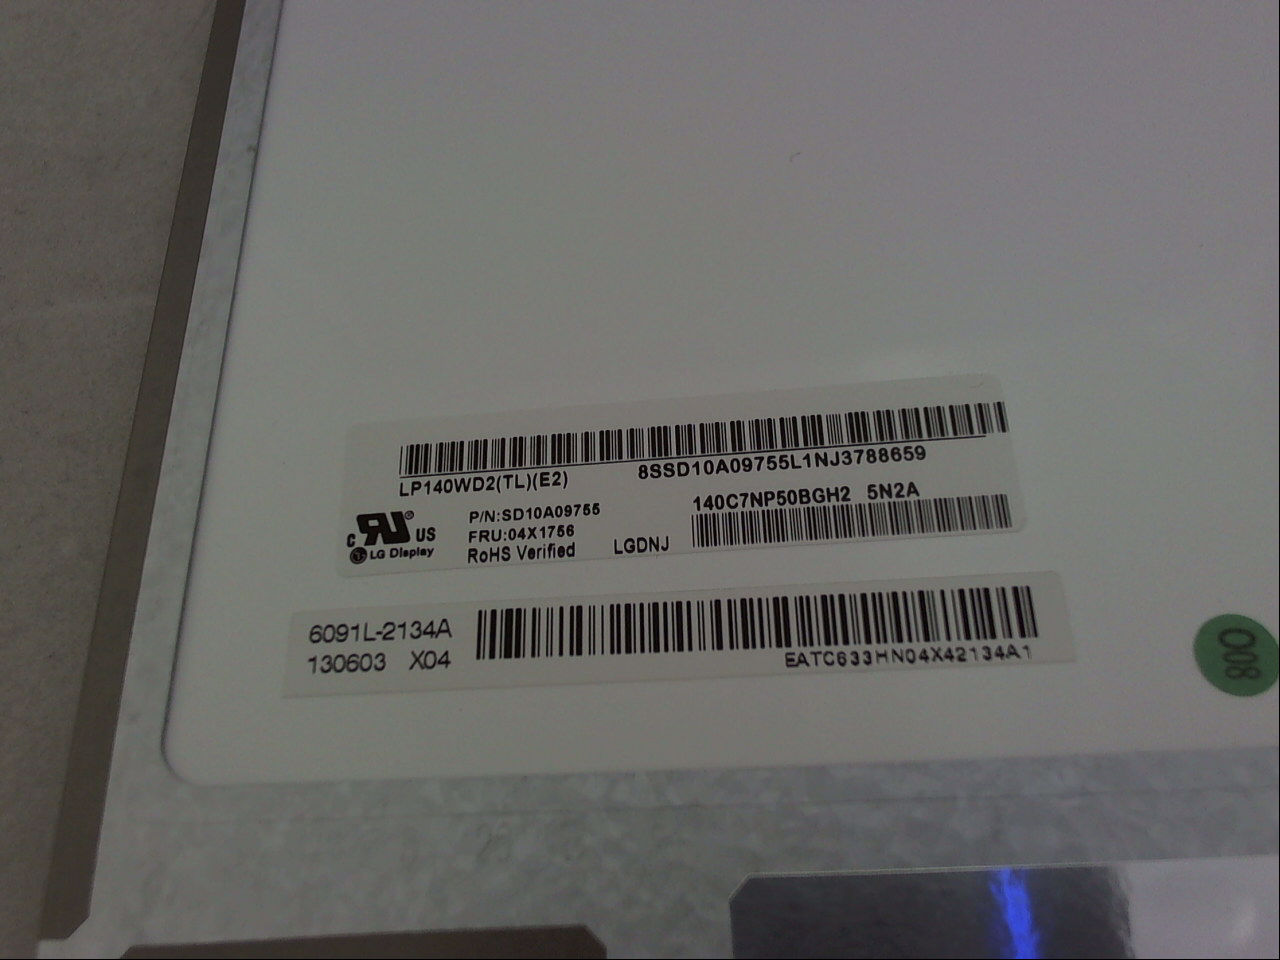 LP140WD2(TL)(E2)
8SSD10A09755L1NJ3788659
c RU ® US
LG Display
P/N:SD10A09755
FRU:04X1756
RoHS Verified
LGDNJ
140C7NP50BGH2 5N2A
6091L-2134A
130603 X04
EATC633HN04X42134A1
008